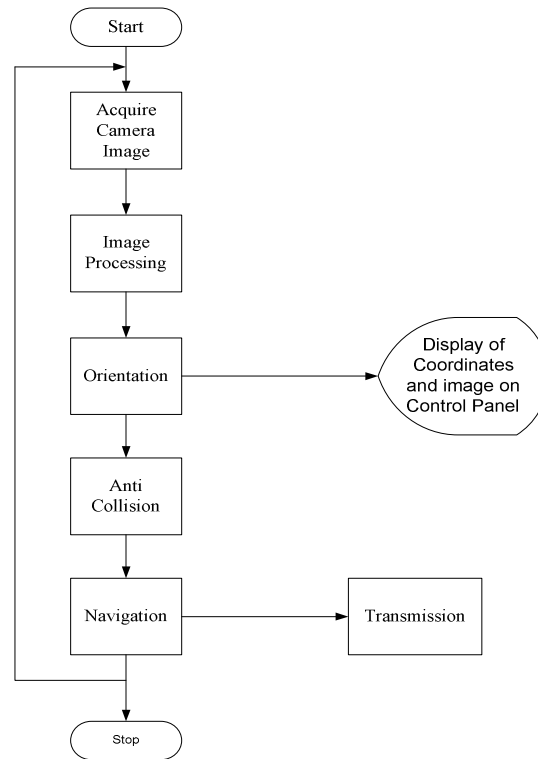 Start
Acquire
Camera
Image
Image
Processing
Orientation
Display of
Coordinates
and image on
Control Panel
Anti
Collision
Navigation
Transmission
Stop